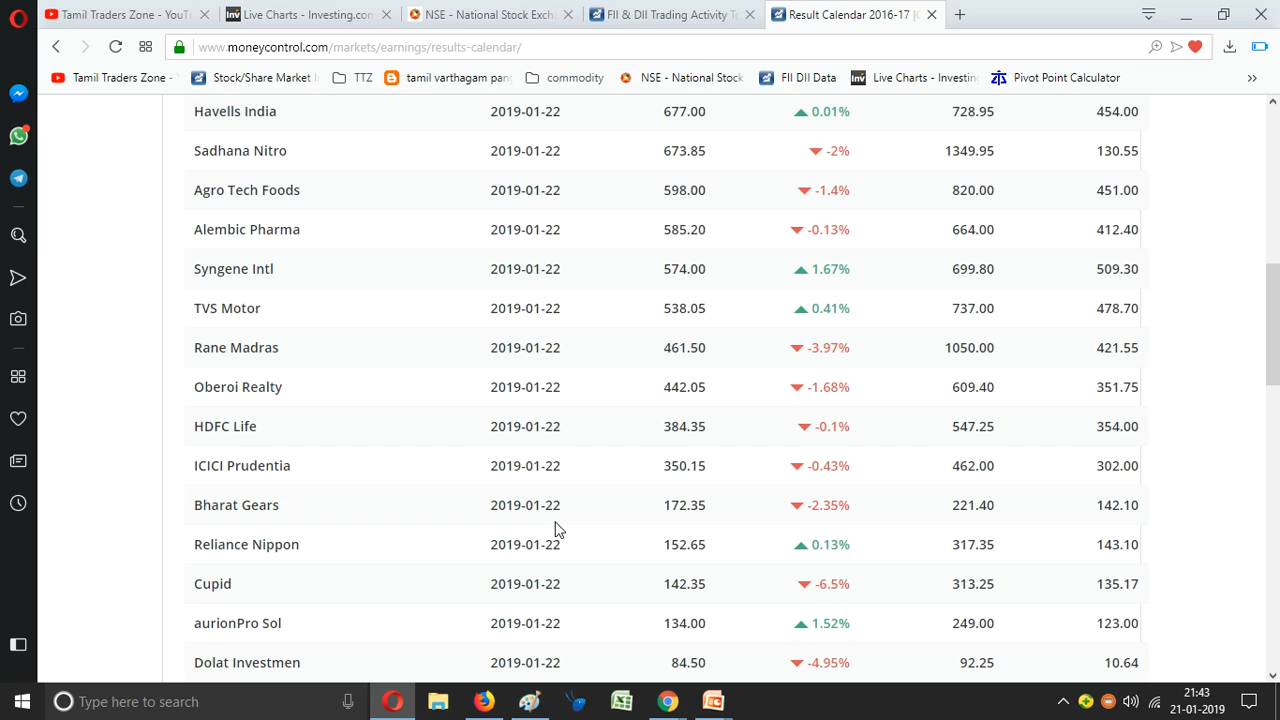 Tamil Traders Zone - YouT
Live Charts - Investing.com
NSE - National Stock Exch
FII & DII Trading Activity T
Result Calendar 2016-17 |
www.moneycontrol.com/markets/earnings/results-calendar/
Tamil Traders Zone -
Stock/Share Market I
TTZ
tamil varthagam pan
commodity
NSE - National Stock
FII DII Data
Live Charts - Investin
Pivot Point Calculator
Havells India 2019-01-22 677.00 0.01% 728.95 454.00
Sadhana Nitro 2019-01-22 673.85 -2% 1349.95 130.55
Agro Tech Foods 2019-01-22 598.00 -1.4% 820.00 451.00
Alembic Pharma 2019-01-22 585.20 -0.13% 664.00 412.40
Syngene Intl 2019-01-22 574.00 1.67% 699.80 509.30
TVS Motor 2019-01-22 538.05 0.41% 737.00 478.70
Rane Madras 2019-01-22 461.50 -3.97% 1050.00 421.55
Oberoi Realty 2019-01-22 442.05 -1.68% 609.40 351.75
HDFC Life 2019-01-22 384.35 -0.1% 547.25 354.00
ICICI Prudentia 2019-01-22 350.15 -0.43% 462.00 302.00
Bharat Gears 2019-01-22 172.35 -2.35% 221.40 142.10
Reliance Nippon 2019-01-22 152.65 0.13% 317.35 143.10
Cupid 2019-01-22 142.35 -6.5% 313.25 135.17
aurionPro Sol 2019-01-22 134.00 1.52% 249.00 123.00
Dolat Investmen 2019-01-22 84.50 -4.95% 92.25 10.64
Type here to search
21:43
21-01-2019